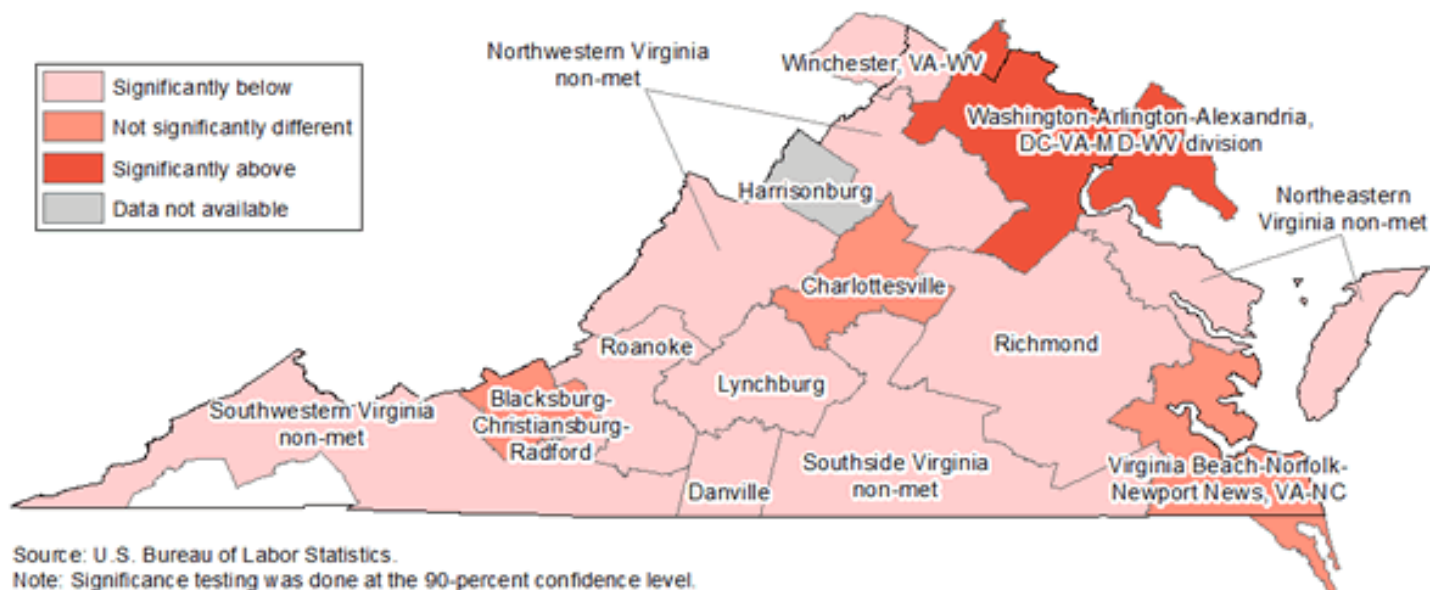 Significantly below
Not significantly different
Significantly above
Data not available
Northwestern Virginia
non-met
Winchester, VA-WV
Washington-Arlington-Alexandria,
DC-VA-MD-WV division
Harrisonburg
Northeastern
Virginia non-met
Charlottesville
Roanoke
Richmond
Lynchburg
Southwestern Virginia
non-met
Blacksburg-
Christiansburg-
Radford
Southside Virginia
non-met
Danville
Virginia Beach-Norfolk-
Newport News, VA-NC
Source: U.S. Bureau of Labor Statistics.
Note: Significance testing was done at the 90-percent confidence level.